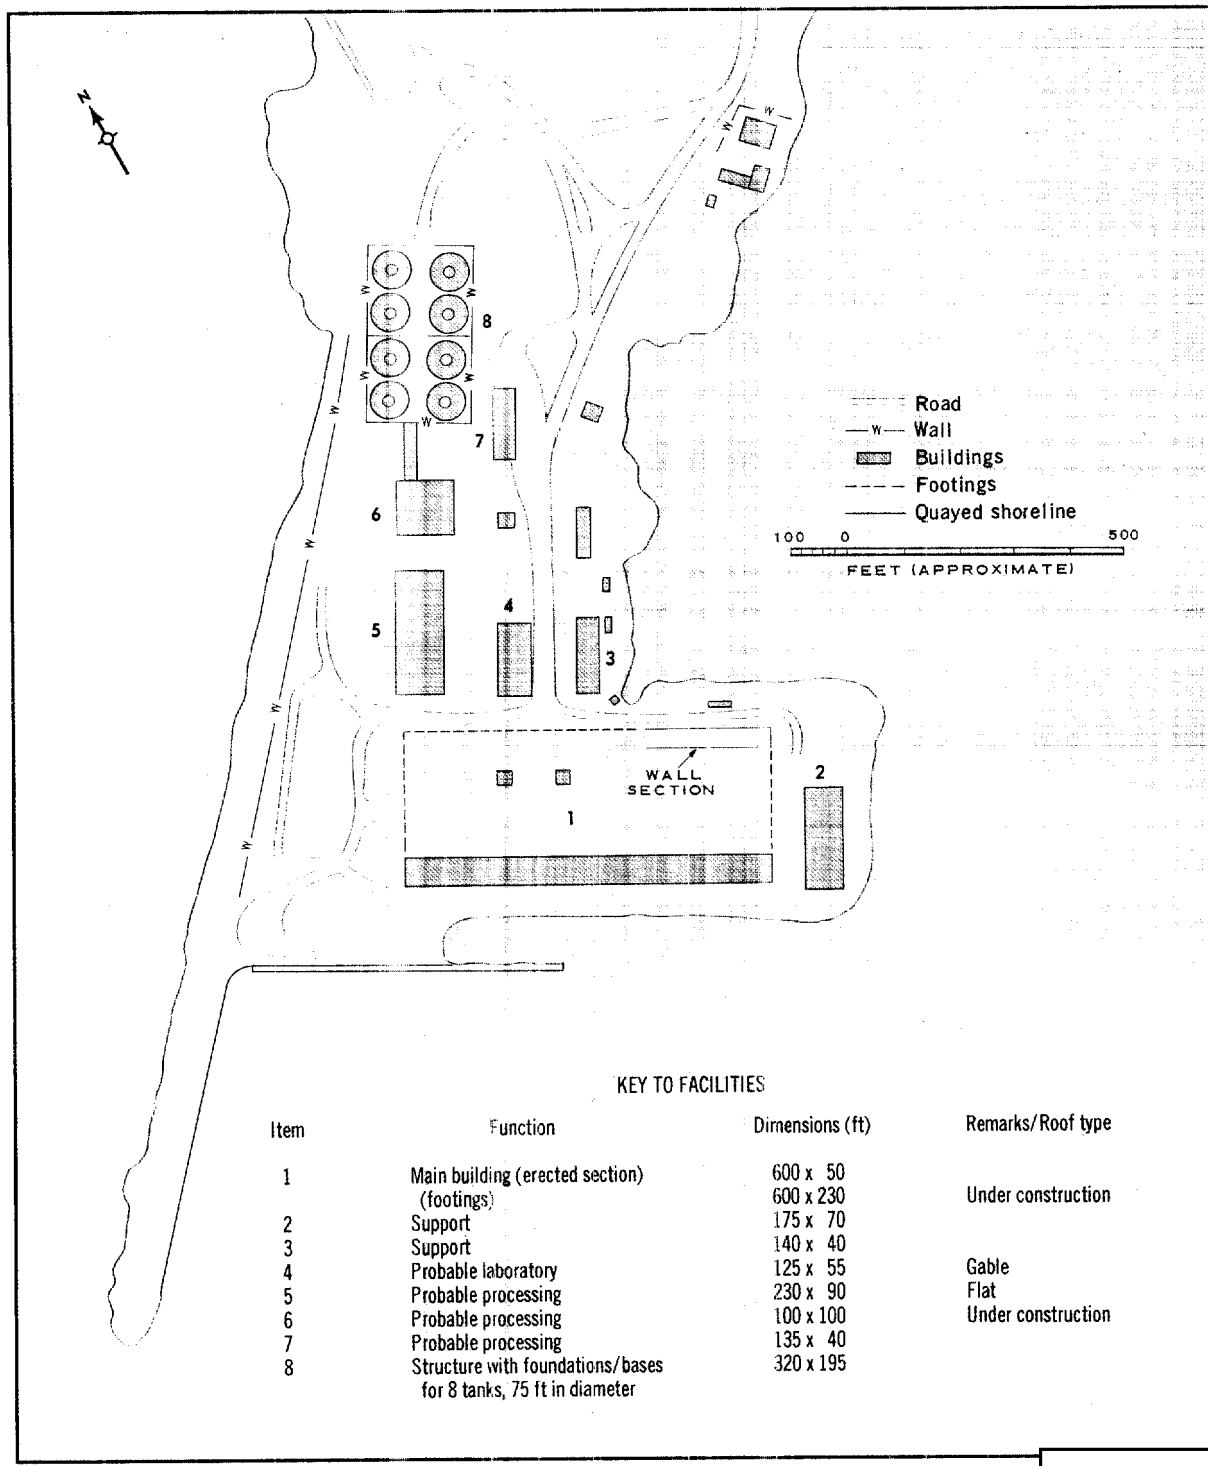 N
W
W
W
W
8
W
W
W
W
W
7
6
W
5
4
3
W
WALL
SECTION
2
1
W
Road
W Wall
Buildings
Footings
Quayed shoreline
100 0 500
FEET (APPROXIMATE)
KEY TO FACILITIES
Item Function Dimensions (ft) Remarks/Roof type
1 Main building (erected section) 600 x 50
(footings) 600 x 230 Under construction
2 Support 175 x 70
3 Support 140 x 40
4 Probable laboratory 125 x 55 Gable
5 Probable processing 230 x 90 Flat
6 Probable processing 100 x 100 Under construction
7 Probable processing 135 x 40
8 Structure with foundations/bases 320 x 195
for 8 tanks, 75 ft in diameter